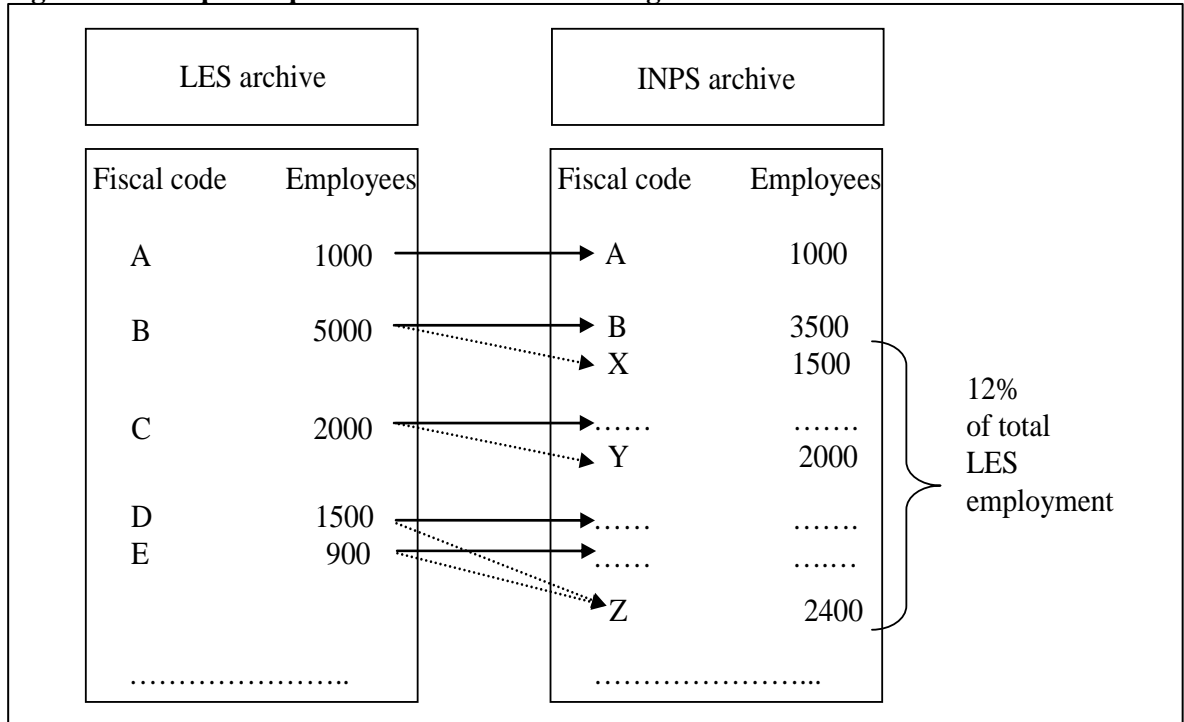 LES archive INPS archive
Fiscal code Employees Fiscal code Employees
A 1000 A 1000
B 5000 B 3500
X 1500
C 2000 …… …….
Y 2000
D 1500 …… …….
E 900 …… …….
Z 2400
12%
of total
LES
employment
………………….. …………………...